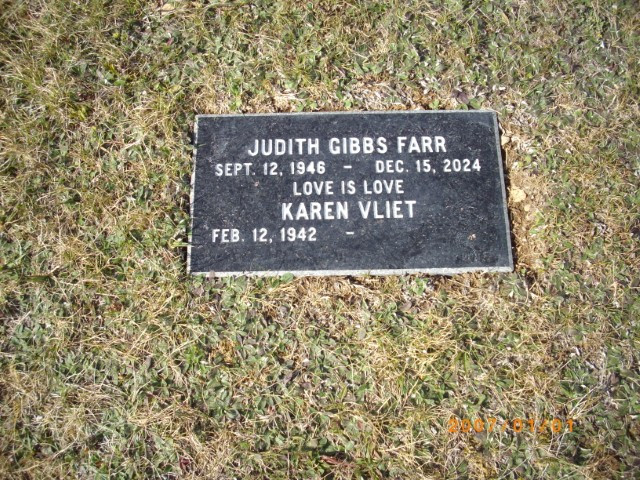 JUDITH GIBBS FARR
SEPT. 12, 1946 - DEC. 15, 2024
LOVE IS LOVE
KAREN VLIET
FEB. 12, 1942 -
2007/01/01